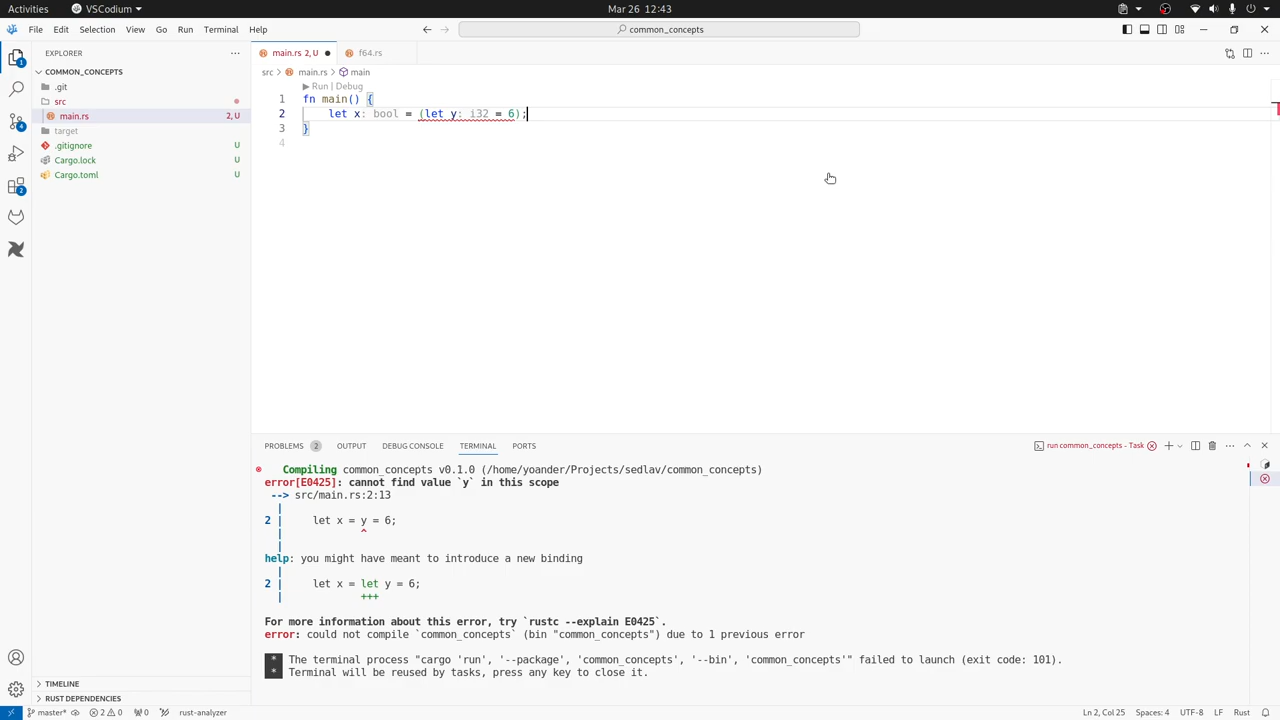 Activities
VSCodium
Mar 26 12:43
File Edit Selection View Go Run Terminal Help
common_concepts
EXPLORER
main.rs 2, U
f64.rs
COMMON_CONCEPTS
src > main.rs > main
.git
src
main.rs 2, U
target
.gitignore U
Cargo.lock U
Cargo.toml U
Run | Debug
1 fn main() {
2 let x: bool = (let y: i32 = 6);
3 }
4
1
4
2
PROBLEMS 2 OUTPUT DEBUG CONSOLE TERMINAL PORTS
run common_concepts - Task
Compiling common_concepts v0.1.0 (/home/yoander/Projects/sedlav/common_concepts)
error[E0425]: cannot find value `y` in this scope
--> src/main.rs:2:13
|
2 | let x = y = 6;
| ^
|
help: you might have meant to introduce a new binding
|
2 | let x = let y = 6;
| +++
For more information about this error, try `rustc --explain E0425`.
error: could not compile `common_concepts` (bin "common_concepts") due to 1 previous error
* The terminal process "cargo 'run', '--package', 'common_concepts', '--bin', 'common_concepts'" failed to launch (exit code: 101).
* Terminal will be reused by tasks, press any key to close it.
TIMELINE
RUST DEPENDENCIES
master* 2 0 0 rust-analyzer
Ln 2, Col 25 Spaces: 4 UTF-8 LF Rust